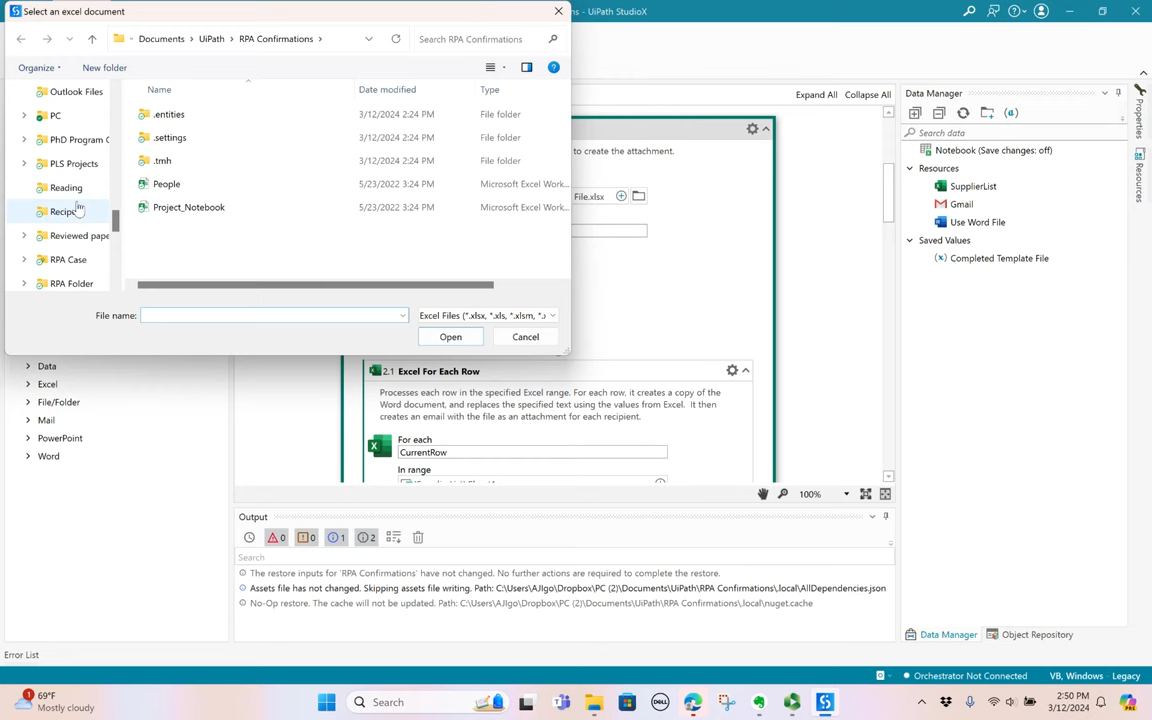 Select an excel document
ns - UiPath StudioX
Documents > UiPath > RPA Confirmations >
Search RPA Confirmations
Organize
New folder
Outlook Files
PC
PhD Program C
PLS Projects
Reading
Reviewed pape
RPA Case
RPA Folder
Name
Date modified
Type
.entities
3/12/2024 2:24 PM
File folder
.settings
3/12/2024 2:24 PM
File folder
.tmh
3/12/2024 2:24 PM
File folder
People
5/23/2022 3:24 PM
Microsoft Excel Work...
Project_Notebook
5/23/2022 3:24 PM
Microsoft Excel Work...
File name:
Excel Files (*.xlsx, *.xls, *.xlsm, *.
Open
Cancel
Data
Excel
File/Folder
Mail
PowerPoint
Word
Expand All
Collapse All
to create the attachment.
File.xlsx
2.1 Excel For Each Row
Processes each row in the specified Excel range. For each row, it creates a copy of the
Word document, and replaces the specified text using the values from Excel. It then
creates an email with the file as an attachment for each recipient.
For each
CurrentRow
In range
100%
Output
0
0
1
2
Search
The restore inputs for 'RPA Confirmations' have not changed. No further actions are required to complete the restore.
Assets file has not changed. Skipping assets file writing. Path: C:\Users\AJIgo\Dropbox\PC (2)\Documents\UiPath\RPA Confirmations\.local\AllDependencies.json
No-Op restore. The cache will not be updated. Path: C:\Users\AJIgo\Dropbox\PC (2)\Documents\UiPath\RPA Confirmations\.local\nuget.cache
Data Manager
Search data
Notebook (Save changes: off)
Resources
SupplierList
Gmail
Use Word File
Saved Values
(x) Completed Template File
Properties
Resources
Data Manager
Object Repository
Error List
Orchestrator Not Connected
VB, Windows
Legacy
1
69°F
Mostly cloudy
Search
DELL
2:50 PM
3/12/2024
PRE